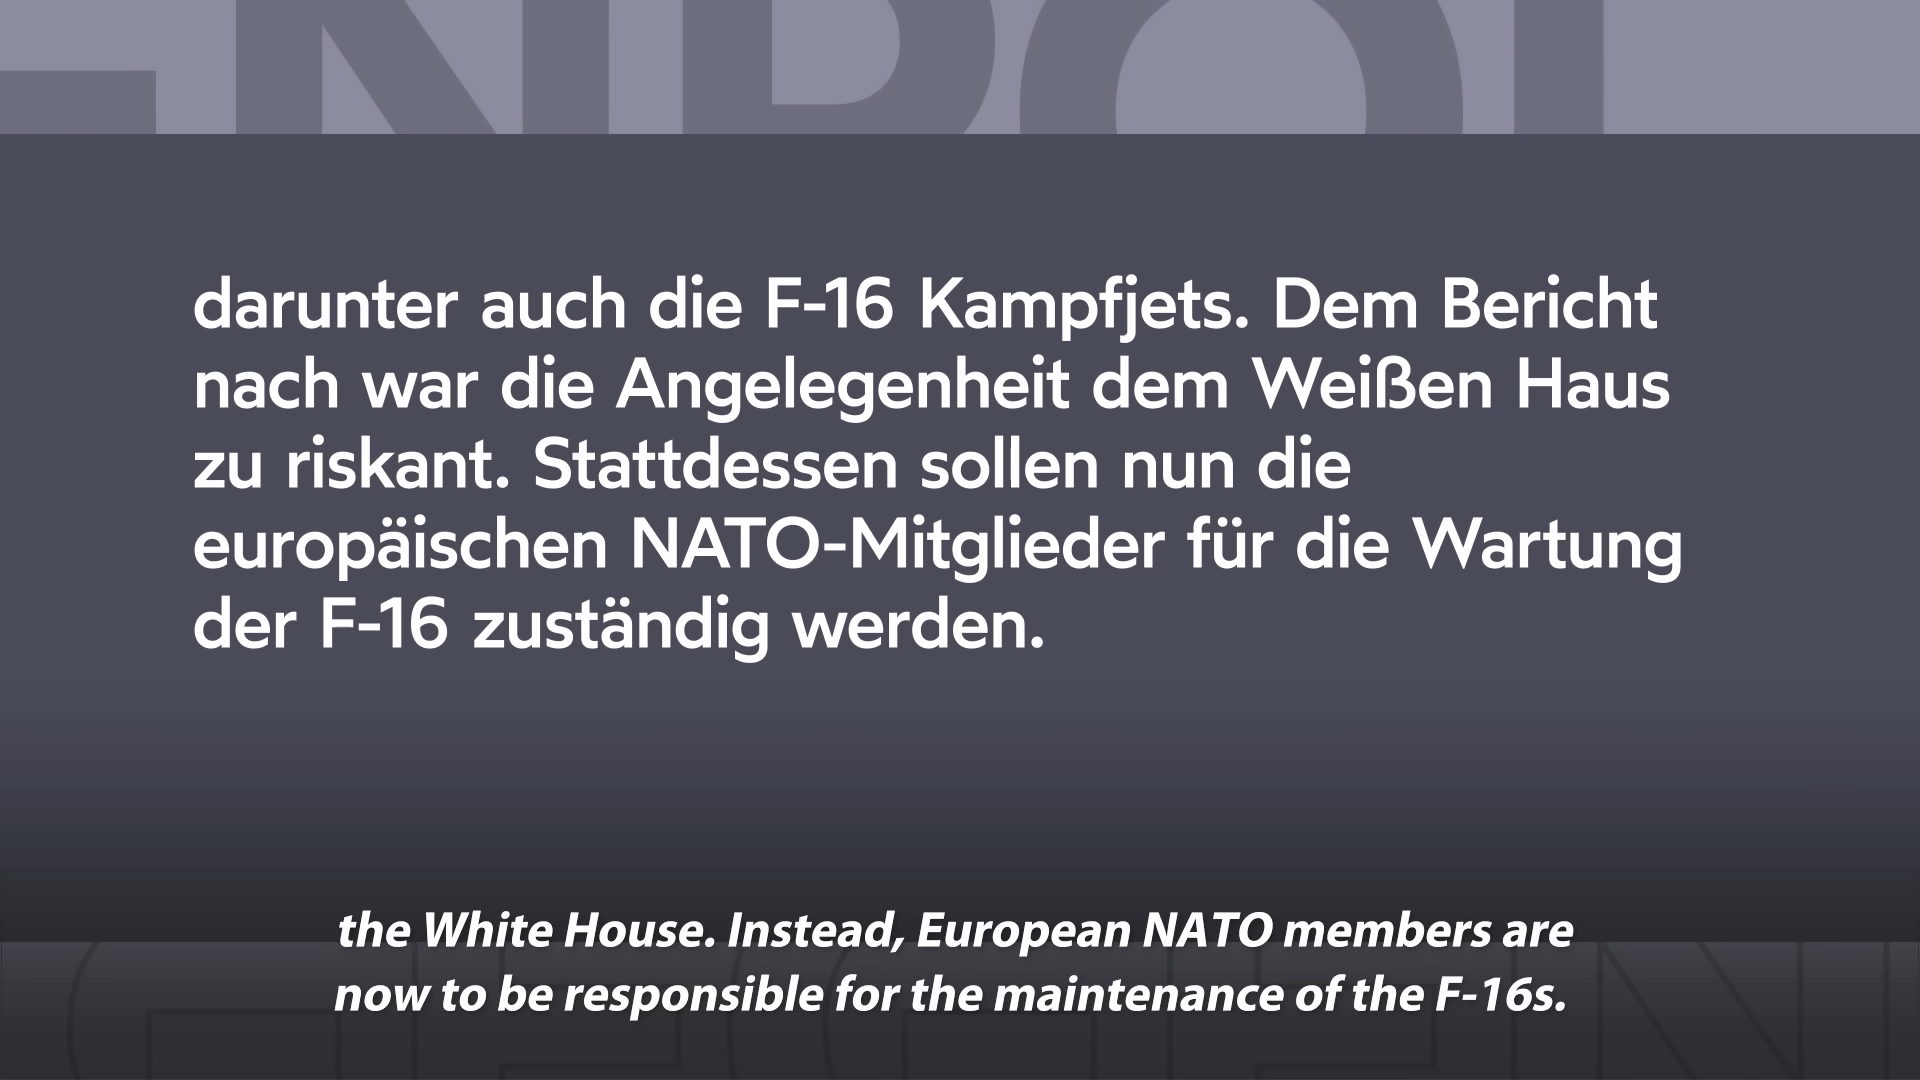 ENPOL
darunter auch die F-16 Kampfjets. Dem Bericht
nach war die Angelegenheit dem Weißen Haus
zu riskant. Stattdessen sollen nun die
europäischen NATO-Mitglieder für die Wartung
der F-16 zuständig werden.
the White House. Instead, European NATO members are
now to be responsible for the maintenance of the F-16s.